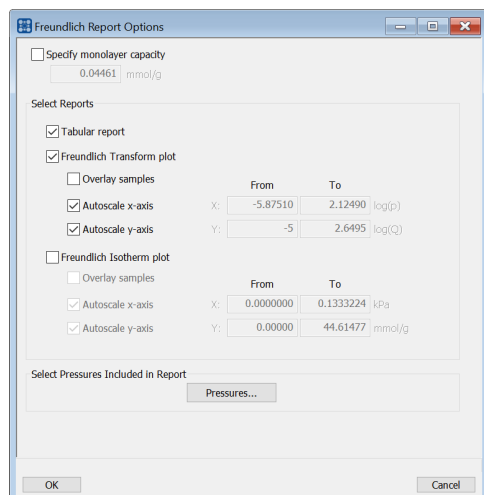 Freundlich Report Options
Specify monolayer capacity
0.04461 mmol/g
Select Reports
Tabular report
Freundlich Transform plot
Overlay samples
From To
Autoscale x-axis X: -5.87510 2.12490 log(p)
Autoscale y-axis Y: -5 2.6495 log(Q)
Freundlich Isotherm plot
Overlay samples
From To
Autoscale x-axis X: 0.0000000 0.1333224 kPa
Autoscale y-axis Y: 0.00000 44.61477 mmol/g
Select Pressures Included in Report
Pressures...
OK Cancel